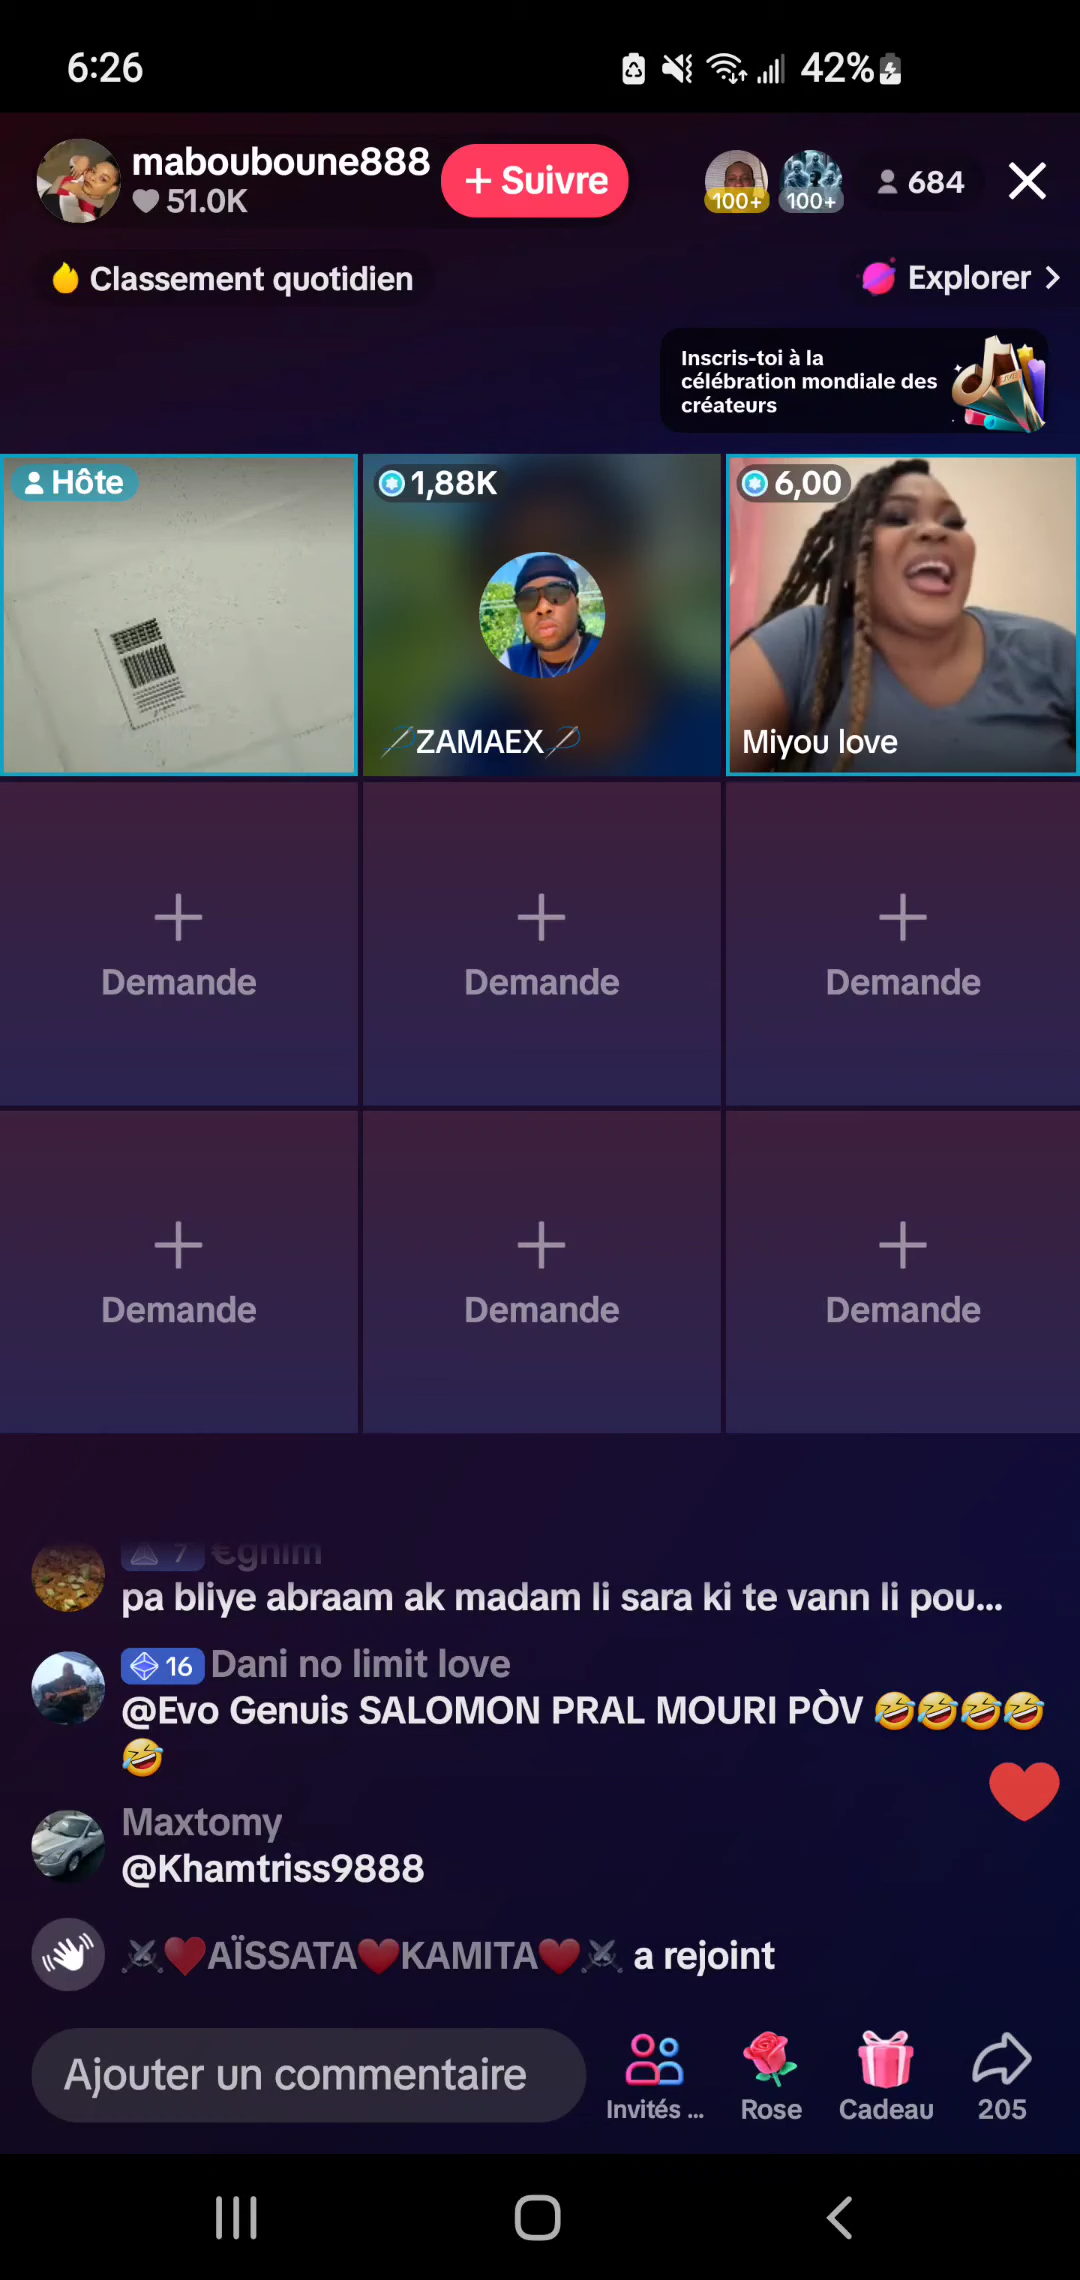 6:26
42%
mabouboune888
51.0K
+ Suivre
100+
100+
684
Classement quotidien
Explorer
Inscris-toi à la
célébration mondiale des
créateurs
Hôte
1,88K
6,00
ZAMAEX
Miyou love
Demande
Demande
Demande
Demande
Demande
Demande
7 €ghim
pa bliye abraam ak madam li sara ki te vann li pou...
16 Dani no limit love
@Evo Genuis SALOMON PRAL MOURI PÒV 🤣🤣🤣🤣
🤣
Maxtomy
@Khamtriss9888
⚔️❤️AÏSSATA❤️KAMITA❤️⚔️ a rejoint
Ajouter un commentaire
Invités ...
Rose
Cadeau
205